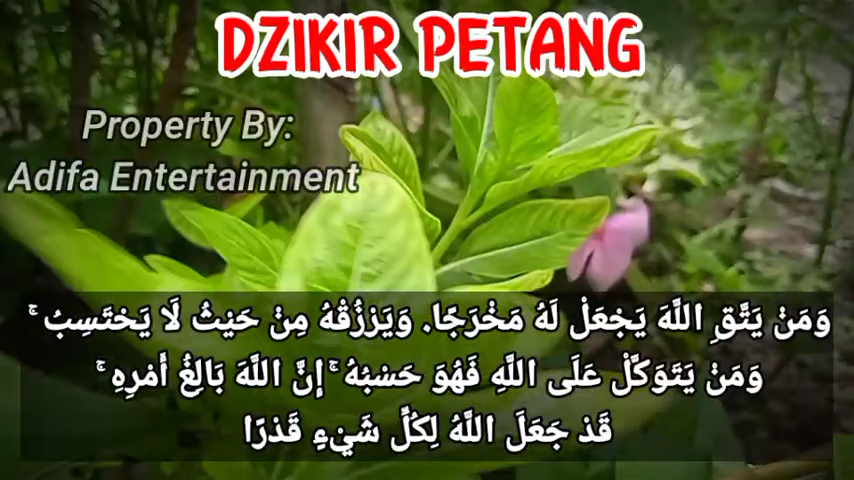 DZIKIR PETANG
Property By:
Adifa Entertainment
وَمَنْ يَتَّقِ اللَّهَ يَجْعَلْ لَهُ مَخْرَجًا. وَيَرْزُقْهُ مِنْ حَيْثُ لَا يَحْتَسِبُ ۚ
وَمَنْ يَتَوَكَّلْ عَلَى اللَّهِ فَهُوَ حَسْبُهُ ۚ إِنَّ اللَّهَ بَالِغُ أَمْرِهِ ۚ
قَدْ جَعَلَ اللَّهُ لِكُلِّ شَيْءٍ قَدْرًا